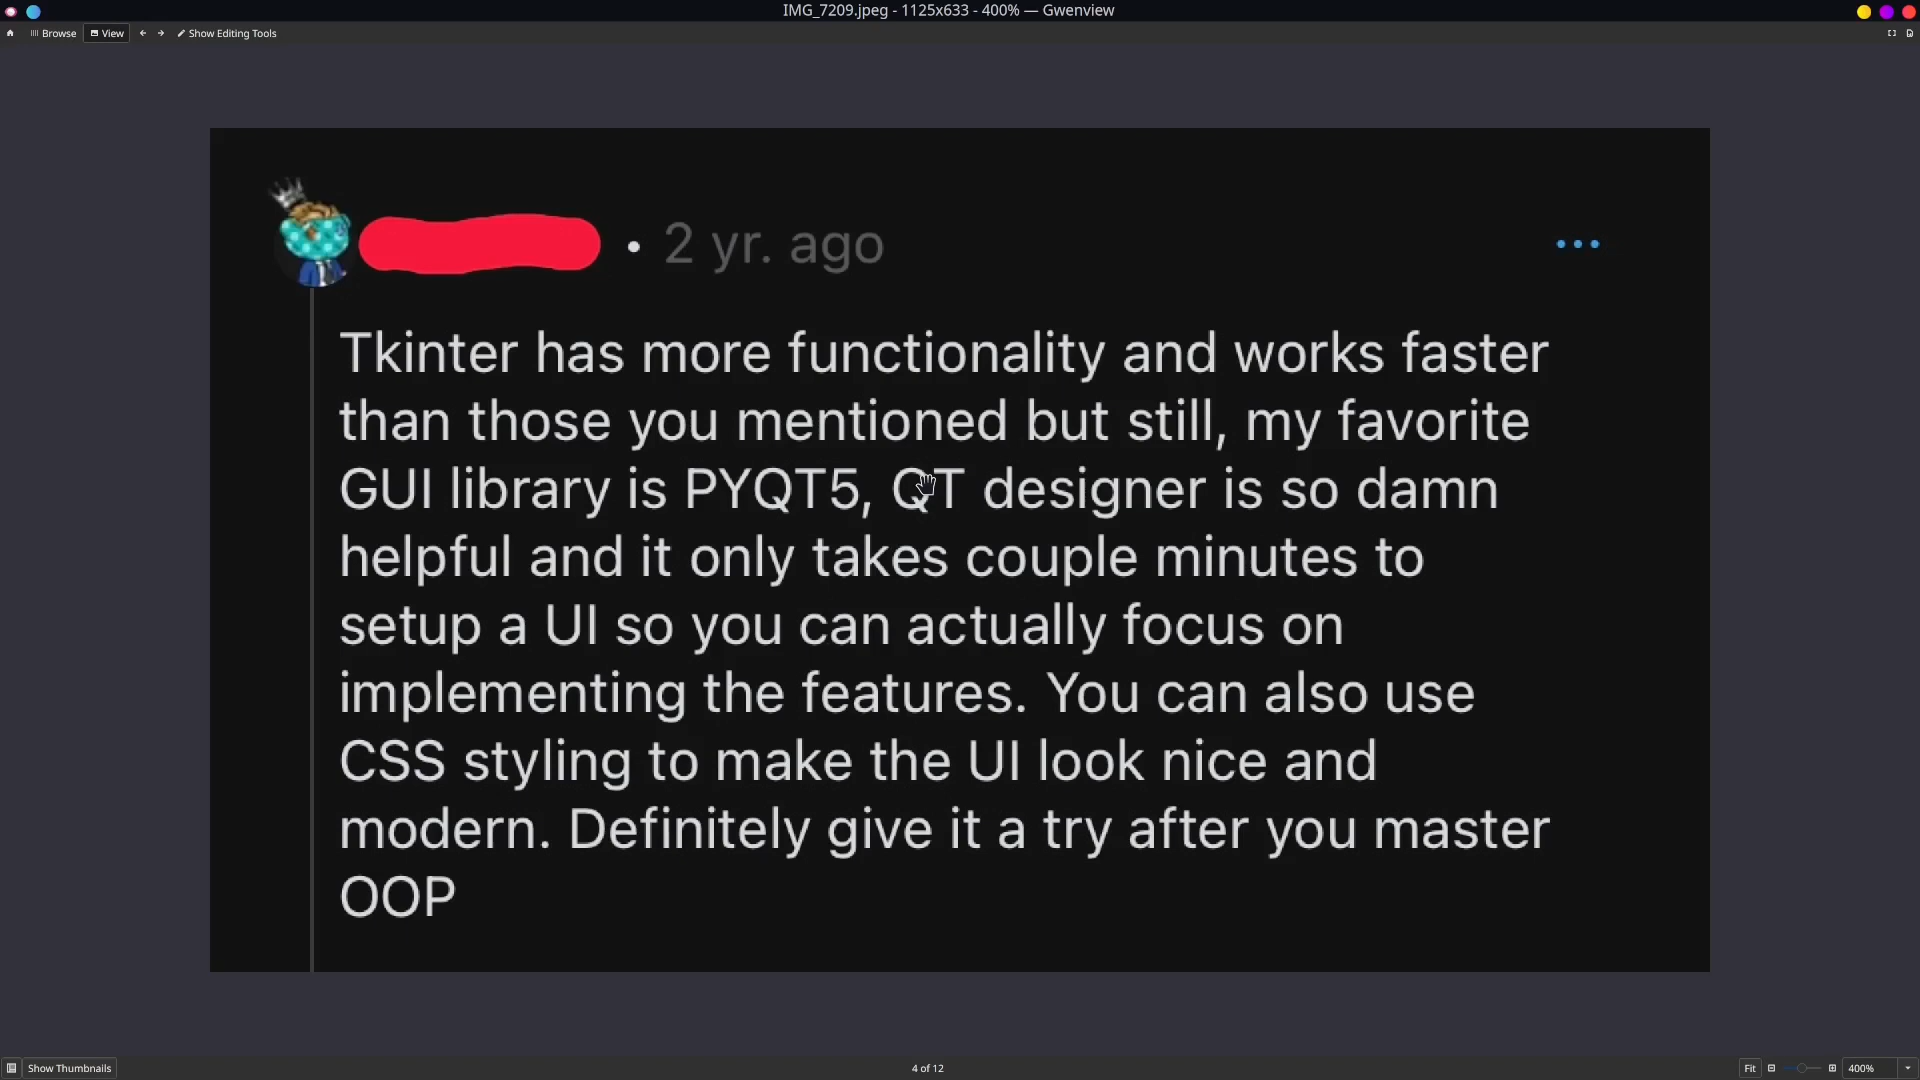 IMG_7209.jpeg - 1125x633 - 400% — Gwenview
Browse View Show Editing Tools
• 2 yr. ago
Tkinter has more functionality and works faster
than those you mentioned but still, my favorite
GUI library is PYQT5, QT designer is so damn
helpful and it only takes couple minutes to
setup a UI so you can actually focus on
implementing the features. You can also use
CSS styling to make the UI look nice and
modern. Definitely give it a try after you master
OOP
Show Thumbnails 4 of 12 Fit 400%